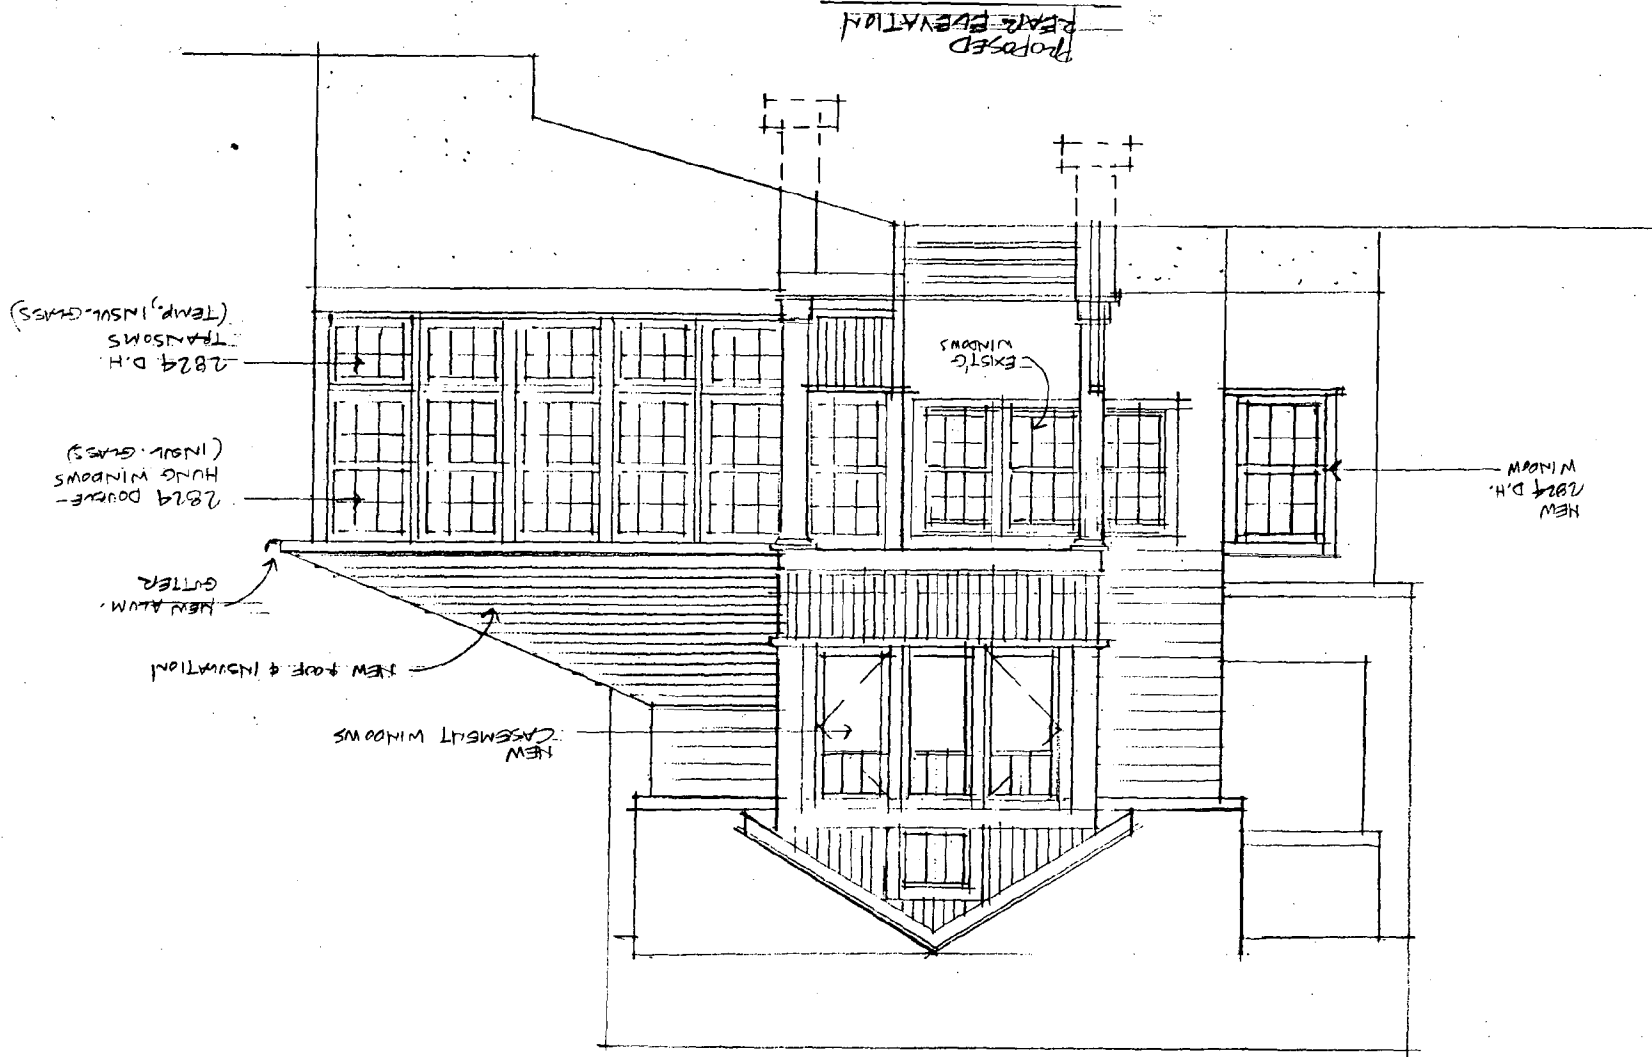 NEW
CASEMENT WINDOWS
NEW ROOF & INSULATION
NEW ALUM.
GUTTER
NEW
2824 D.H.
WINDOW
2824 DOUBLE-
HUNG WINDOWS
(INSUL. GLASS)
EXIST'G
WINDOWS
2824 D.H.
TRANSOMS
(TEMP., INSUL. GLASS)
PROPOSED
REAR ELEVATION